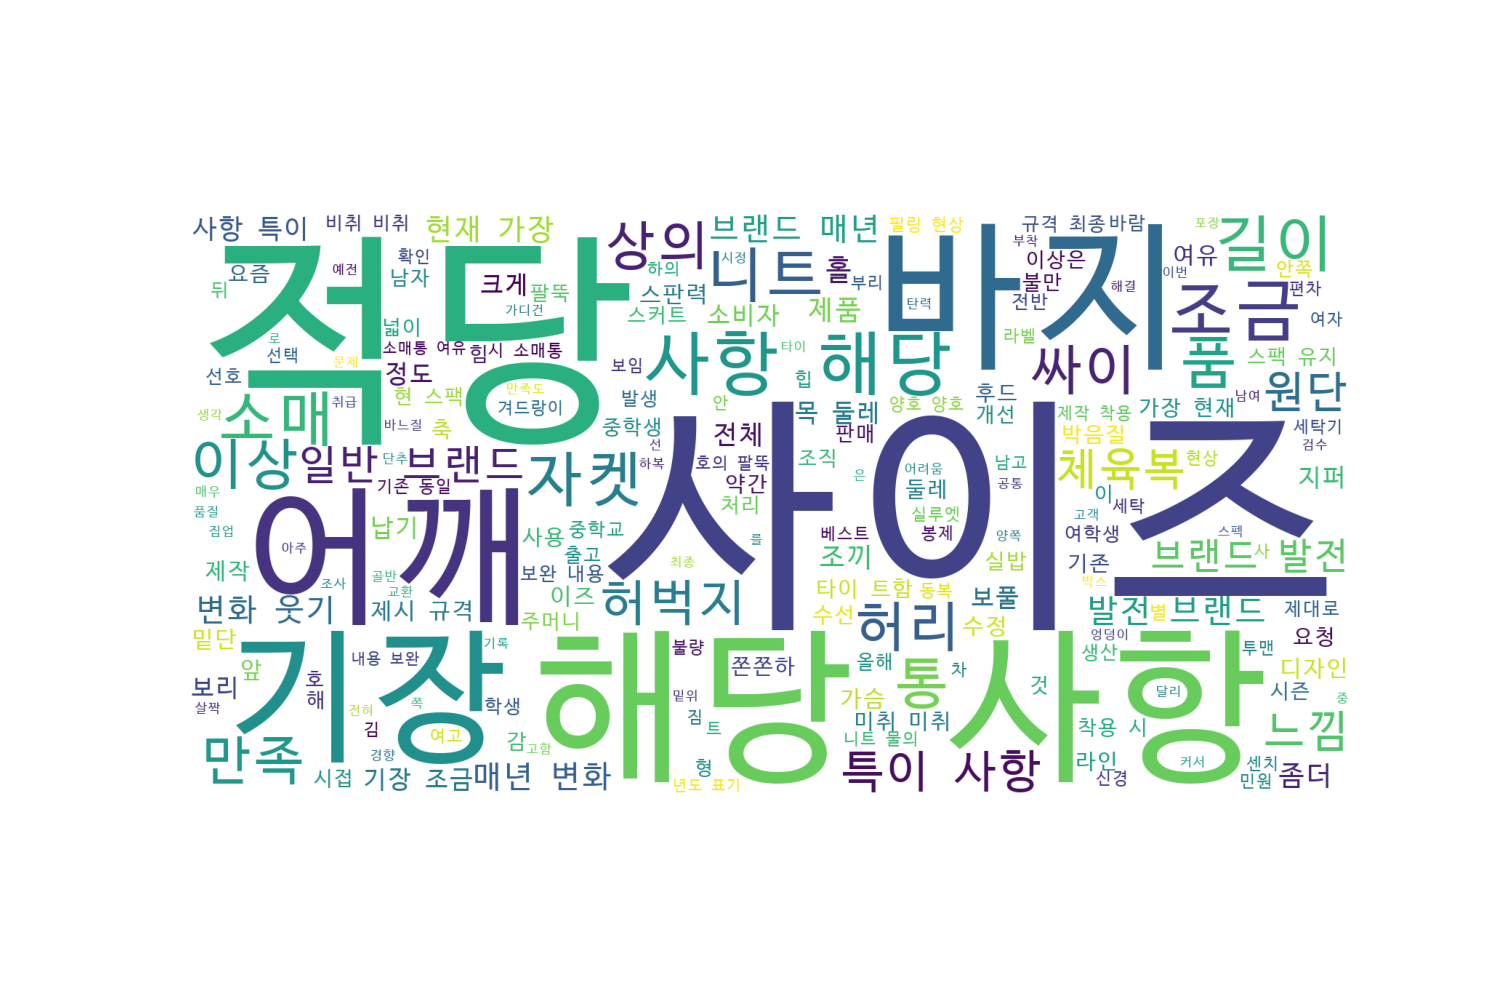 사항 특이
비취 비취
현재 가장
상의
브랜드 매년
필링 현상
규격 최종
바람
포장
길이
적당
바지
요즘
예전
확인
남자
크게
팔뚝
하의
시정
니트
홀
부리
부착
이상은
이번
여유
안쪽
뒤
가디건
스판력
스커트
소비자
제품
탄력
불만
전반
해결
조금
편차
여자
로
넓이
선택
문제
소매통 여유
힘시 소매통
보임
사항
타이
해당
라벨
싸이
품
스팩 유지
선호
취급
정도
현 스팩
만족도
겨드랑이
발생
안
힙
목 둘레
양호 양호
후드
개선
제작 착용
가장 현재
남여
원단
생각
소매
바느질
축
중학생
전체
판매
박음질
세탁기
검수
이상
일반 브랜드
단추
기존 동일
자켓
하복
선
호의 팔뚝
약간
처리
조직
은
어려움
둘레
남고
공통
체육복
현상
지퍼
매우
품질
짐업
어깨
사이즈
실루엣
봉제
양쪽
이
고객
세탁
여학생
스펙
아주
납기
사용
중학교
출고
를
베스트
조끼
실밥
기존
브랜드
사
발전
제작
골반
조사
교환
보완 내용
최종
타이 트함
동복
보풀
박스
변화 웃기
제시 규격
주머니
이즈
허벅지
수선
허리
수정
발전 브랜드
별
제대로
밑단
기장
기록
해당 사항
불량
쫀쫀하
올해
차
엉덩이
생산
투맨
요청
디자인
보리
앞
호
해
내용 보완
쪽
학생
밑위
가슴
통
것
달리
시즌
중
살짝
전혀
김
여고
감
고함
짐
트
미취 미취
니트 물의
착용 시
느낌
만족
경향
시접
기장 조금
매년 변화
형
년도 표기
특이 사항
라인
신경
커서
센치
민원
좀더